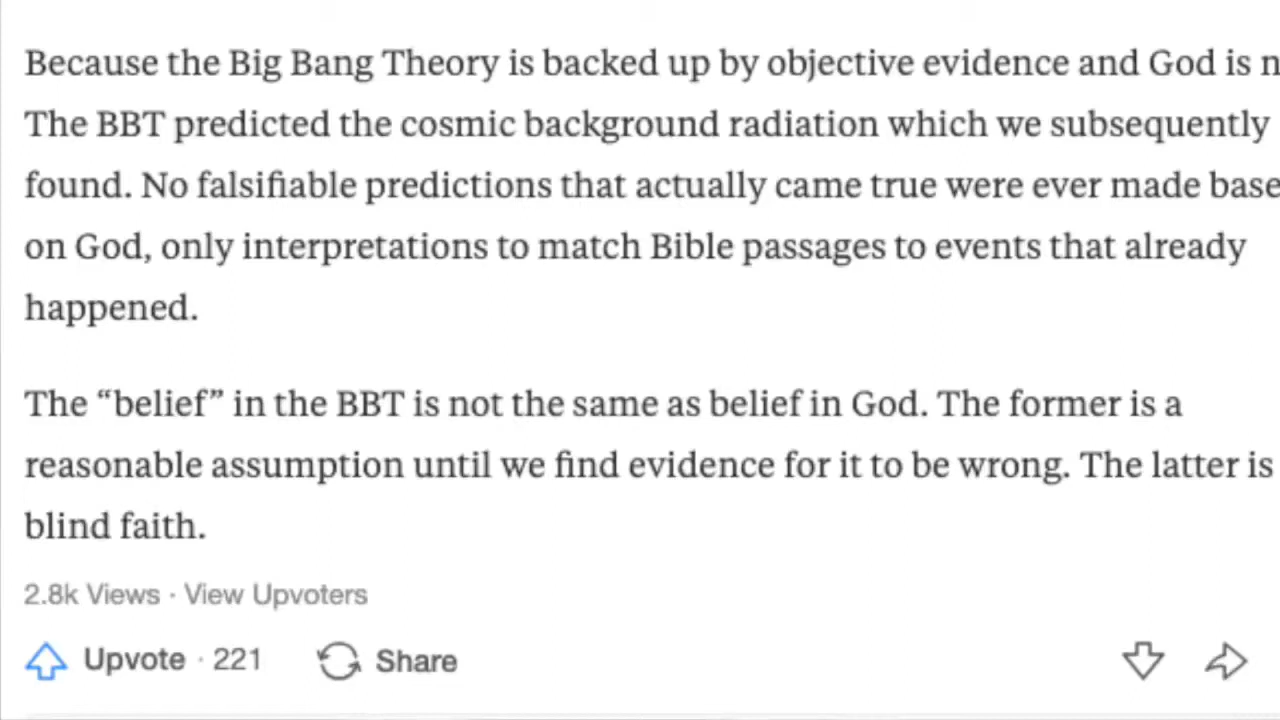 Because the Big Bang Theory is backed up by objective evidence and God is
The BBT predicted the cosmic background radiation which we subsequently
found. No falsifiable predictions that actually came true were ever made
on God, only interpretations to match Bible passages to events that already
happened.
The “belief” in the BBT is not the same as belief in God. The former is a
reasonable assumption until we find evidence for it to be wrong. The latter is
blind faith.
2.8k Views · View Upvoters
Upvote · 221 Share